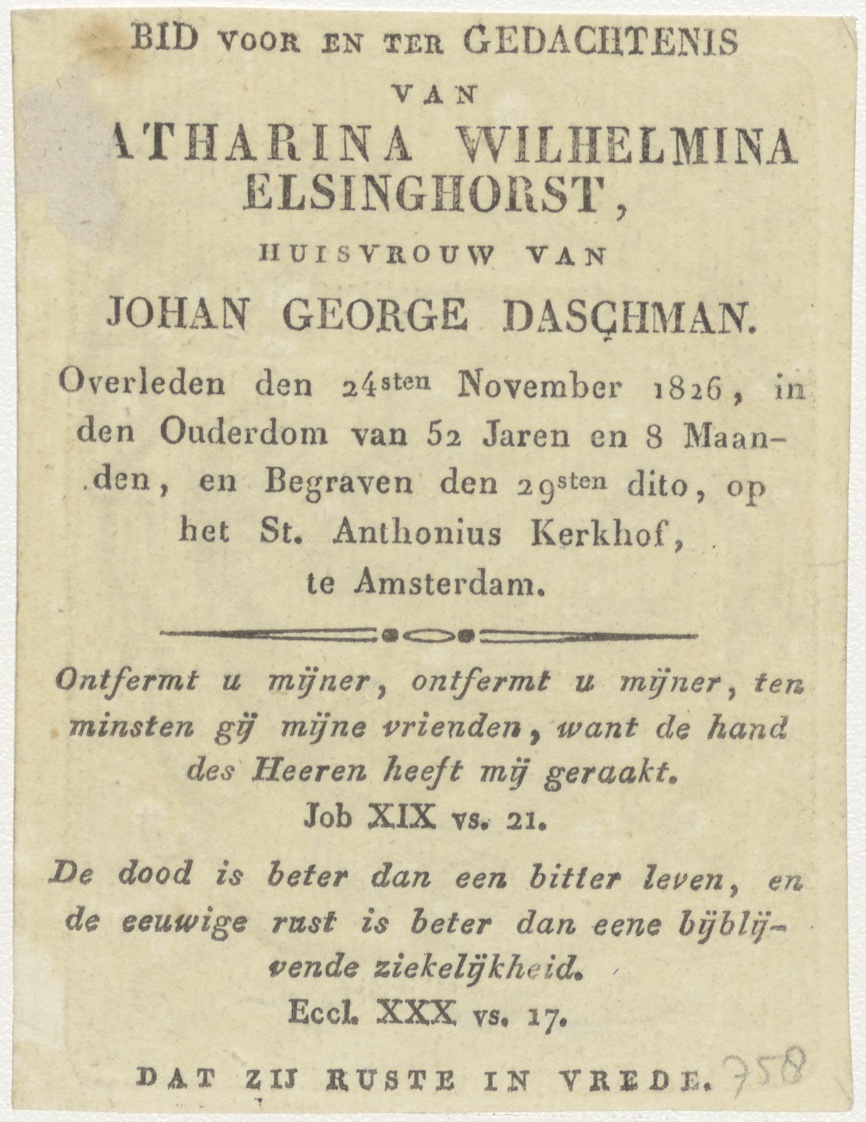 BID VOOR EN TER GEDACHTENIS
VAN
ATHARINA WILHELMINA
ELSINGHORST,
HUISVROUW VAN
JOHAN GEORGE DASCHMAN.
Overleden den 24sten November 1826, in
den Ouderdom van 52 Jaren en 8 Maan-
den, en Begraven den 29sten dito, op
het St. Anthonius Kerkhof,
te Amsterdam.
Ontfermt u mijner, ontfermt u mijner, ten
minsten gij mijne vrienden, want de hand
des Heeren heeft mij geraakt.
Job XIX vs. 21.
De dood is beter dan een bitter leven, en
de eeuwige rust is beter dan eene bijblij-
vende ziekelijkheid.
Eccl. XXX vs. 17.
DAT ZIJ RUSTE IN VREDE.
758